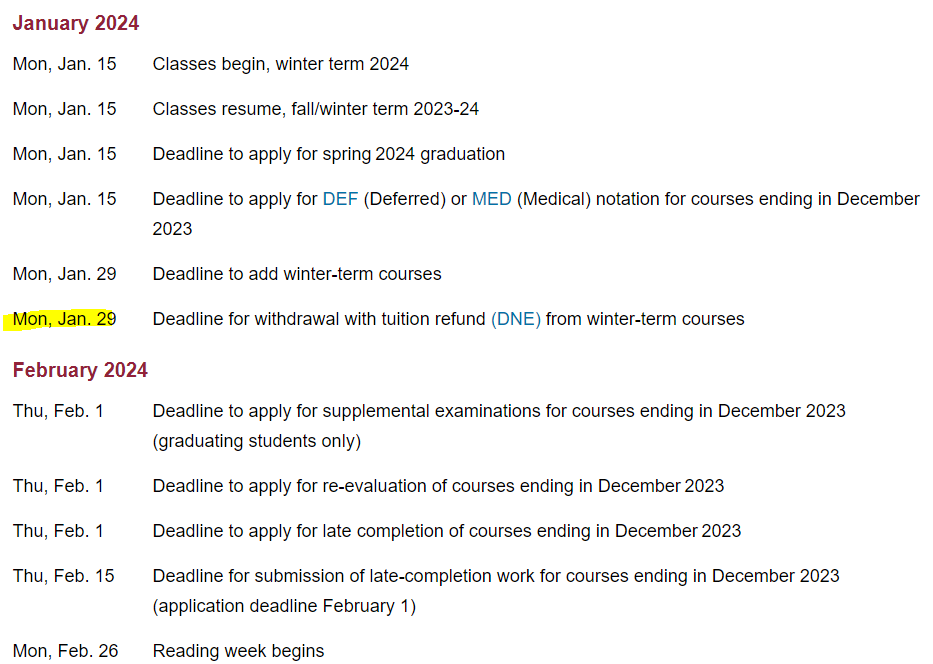 January 2024
Mon, Jan. 15 Classes begin, winter term 2024
Mon, Jan. 15 Classes resume, fall/winter term 2023-24
Mon, Jan. 15 Deadline to apply for spring 2024 graduation
Mon, Jan. 15 Deadline to apply for DEF (Deferred) or MED (Medical) notation for courses ending in December
2023
Mon, Jan. 29 Deadline to add winter-term courses
Mon, Jan. 29 Deadline for withdrawal with tuition refund (DNE) from winter-term courses
February 2024
Thu, Feb. 1 Deadline to apply for supplemental examinations for courses ending in December 2023
(graduating students only)
Thu, Feb. 1 Deadline to apply for re-evaluation of courses ending in December 2023
Thu, Feb. 1 Deadline to apply for late completion of courses ending in December 2023
Thu, Feb. 15 Deadline for submission of late-completion work for courses ending in December 2023
(application deadline February 1)
Mon, Feb. 26 Reading week begins